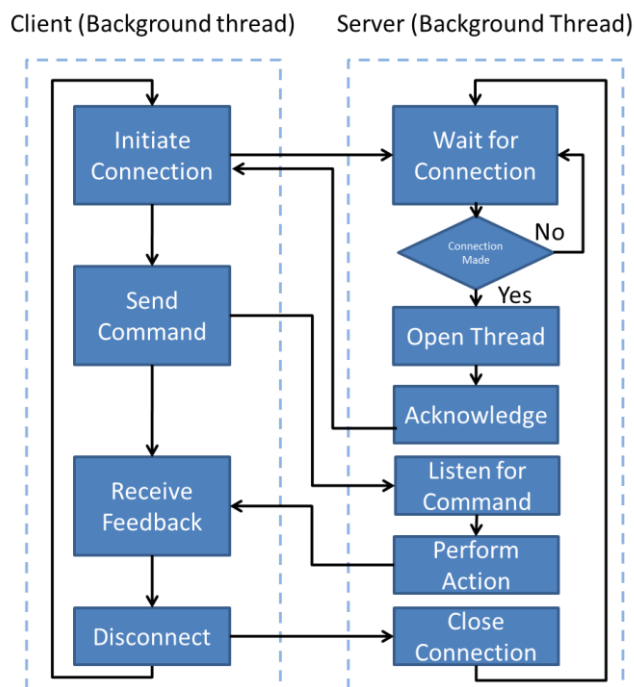 Client (Background thread)
Server (Background Thread)
Initiate
Connection
Wait for
Connection
No
Connection
Made
Yes
Send
Command
Open Thread
Acknowledge
Listen for
Command
Receive
Feedback
Perform
Action
Disconnect
Close
Connection